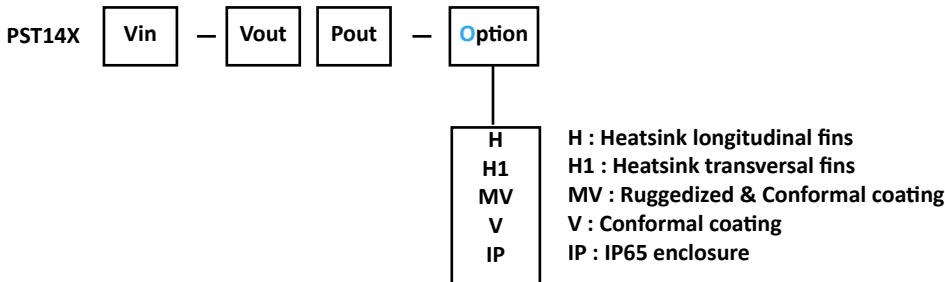 PST14X Vin – Vout Pout – Option
H H : Heatsink longitudinal fins
H1 H1 : Heatsink transversal fins
MV MV : Ruggedized & Conformal coating
V V : Conformal coating
IP IP : IP65 enclosure